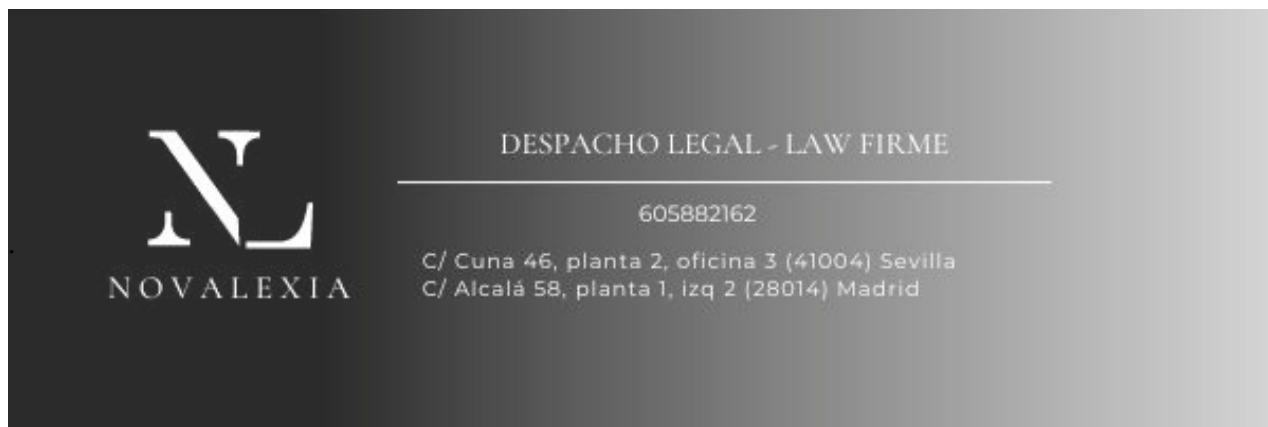 DESPACHO LEGAL - LAW FIRME
605882162
NL
NOVALEXIA
C/ Cuna 46, planta 2, oficina 3 (41004) Sevilla
C/ Alcalá 58, planta 1, izq 2 (28014) Madrid